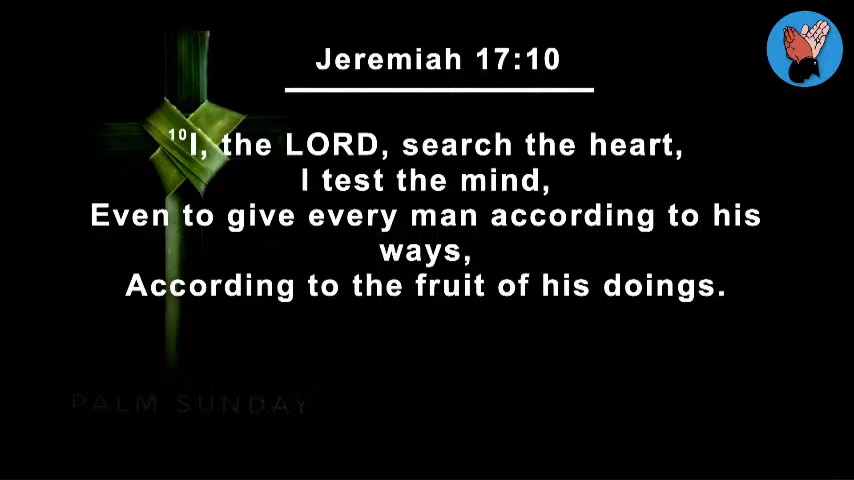 Jeremiah 17:10
10I, the LORD, search the heart,
I test the mind,
Even to give every man according to his
ways,
According to the fruit of his doings.
PALM SUNDAY